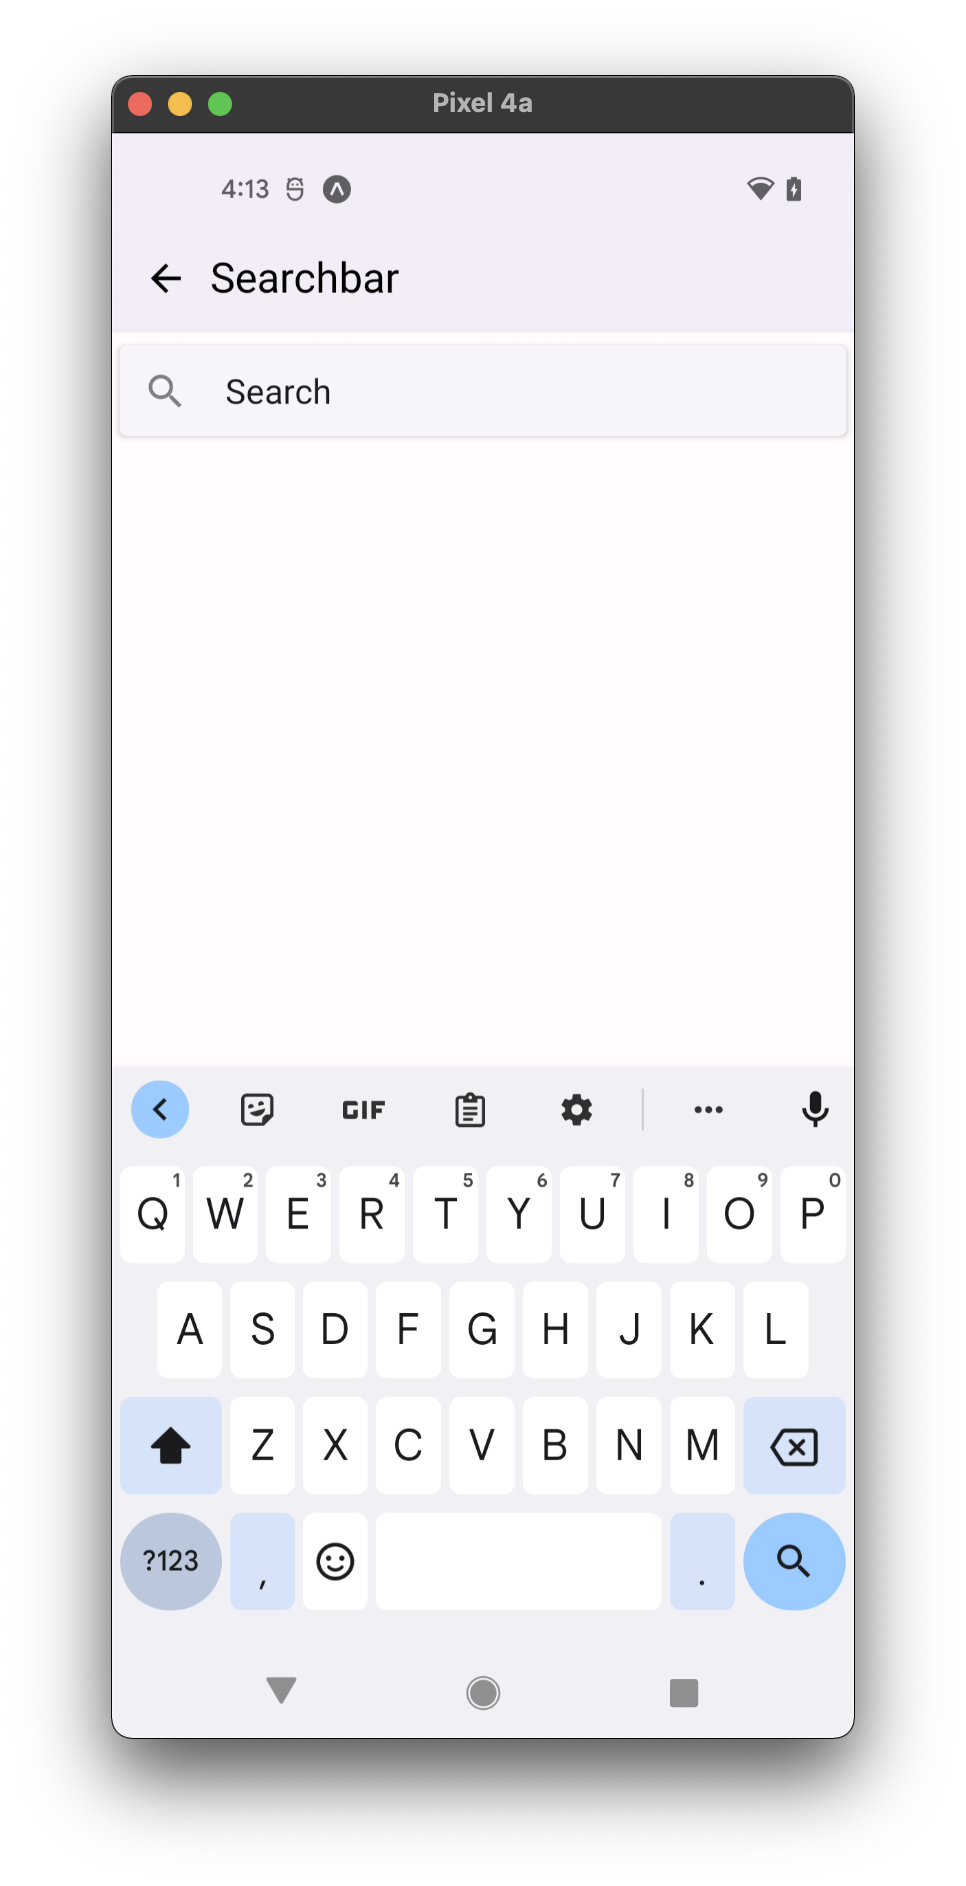 Pixel 4a
4:13
Searchbar
Search
GIF
1 2 3 4 5 6 7 8 9 0
Q W E R T Y U I O P
A S D F G H J K L
Z X C V B N M
?123 , .